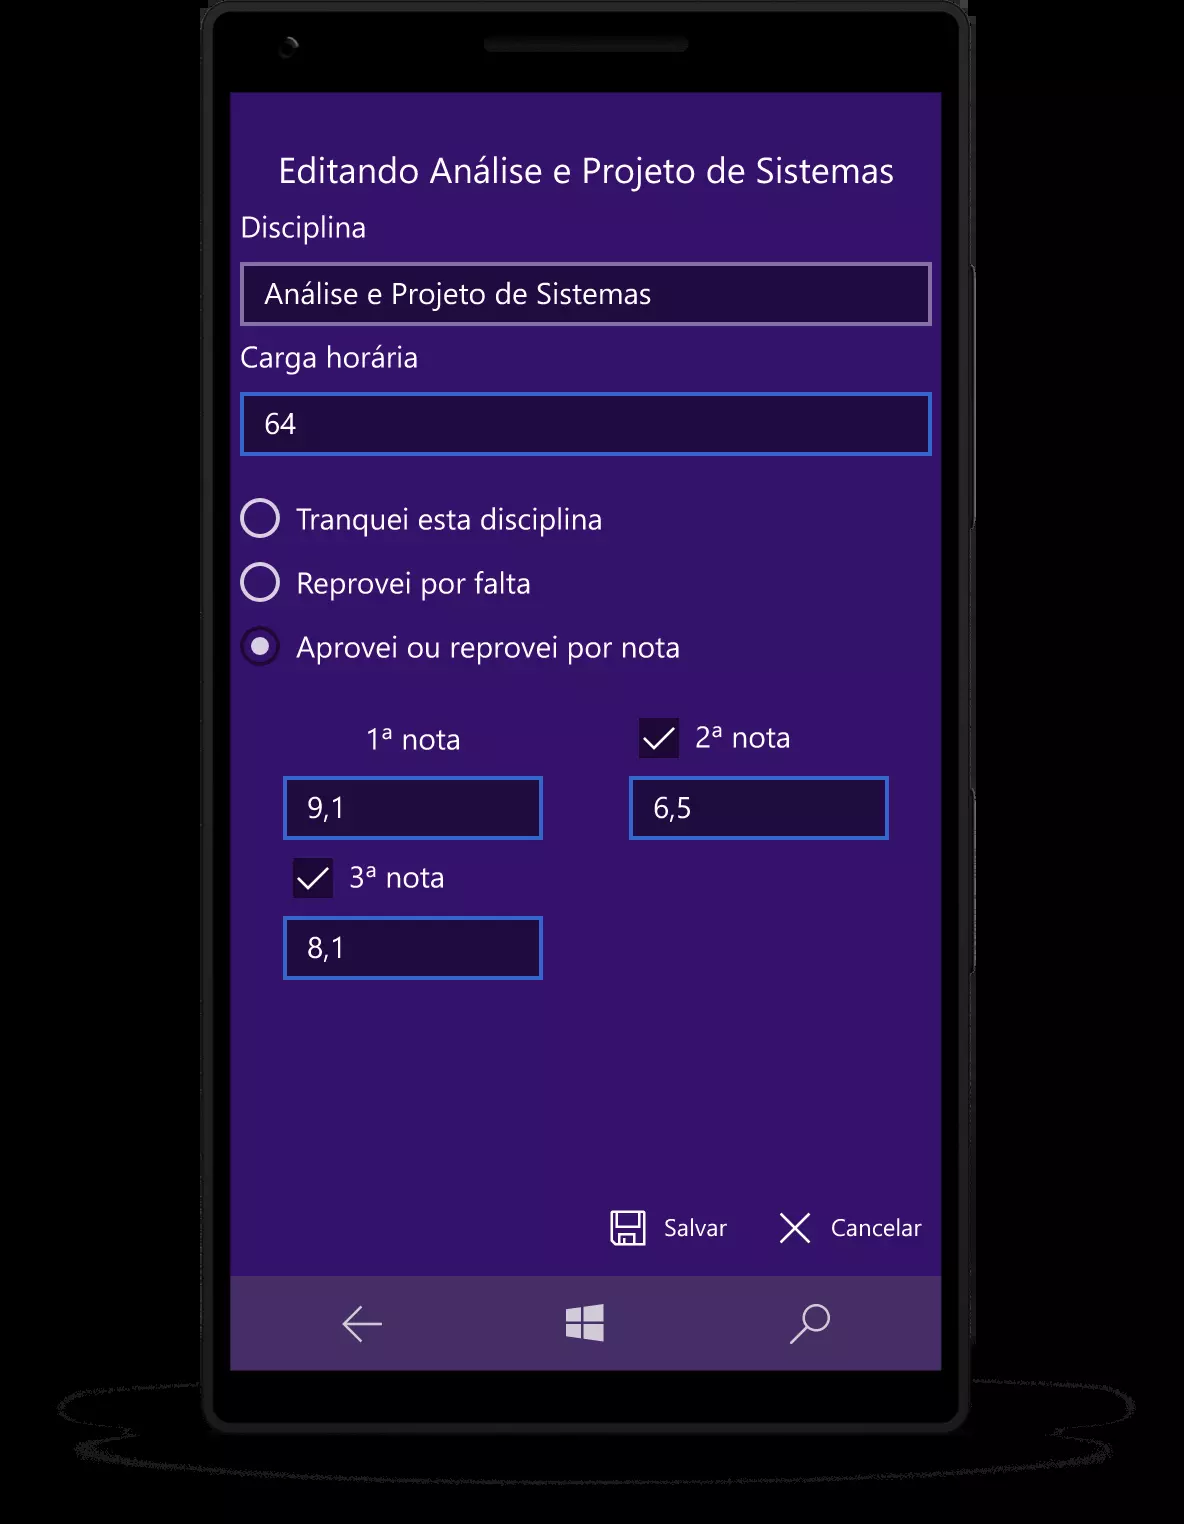 Editando Análise e Projeto de Sistemas
Disciplina
Análise e Projeto de Sistemas
Carga horária
64
Tranquei esta disciplina
Reprovei por falta
Aprovei ou reprovei por nota
1ª nota
2ª nota
9,1
6,5
3ª nota
8,1
Salvar
Cancelar